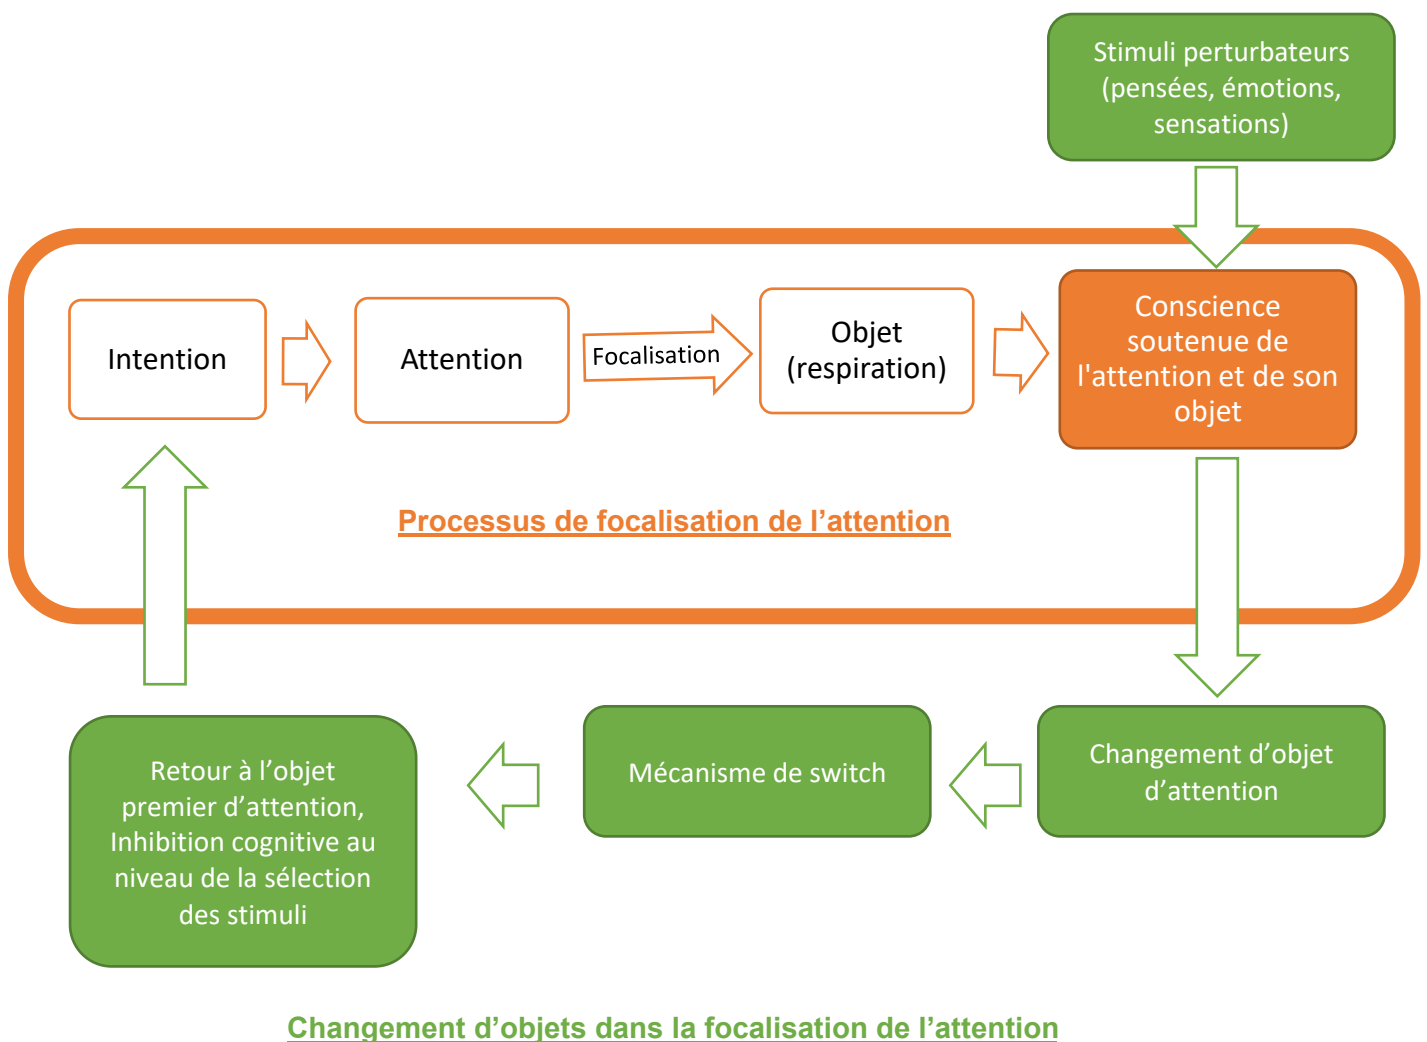 Stimuli perturbateurs
(pensées, émotions,
sensations)
Intention
Attention
Focalisation
Objet
(respiration)
Conscience
soutenue de
l'attention et de son
objet
Processus de focalisation de l’attention
Retour à l’objet
premier d’attention,
Inhibition cognitive au
niveau de la sélection
des stimuli
Mécanisme de switch
Changement d’objet
d’attention
Changement d’objets dans la focalisation de l’attention